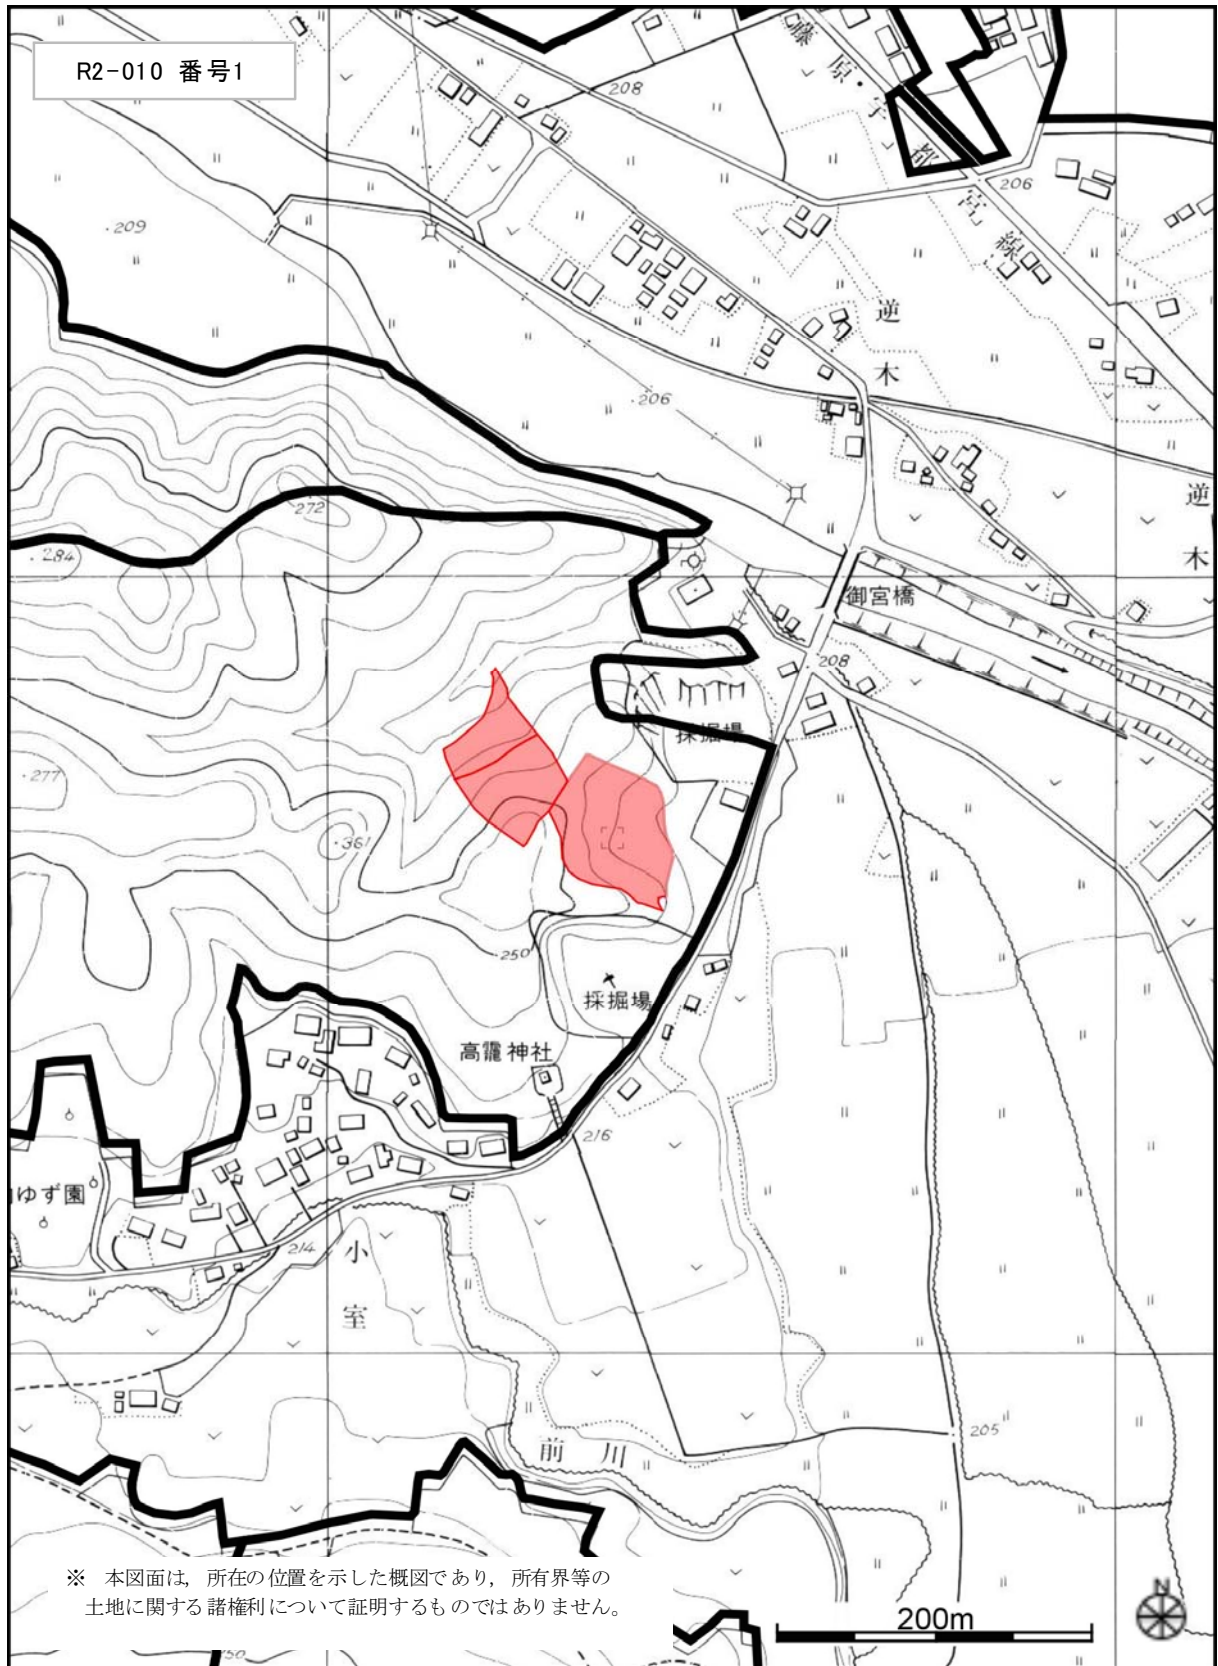 R2-010 番号1
208
藤原・宇都宮線
206
・209
逆木
・206
逆木
272
・284
御宮橋
208
採掘場
・277
・361
250
採掘場
高龗神社
216
ゆず園
214
小室
前川
205
※ 本図面は，所在の位置を示した概図であり，所有界等の
土地に関する諸権利について証明するものではありません。
200m
N